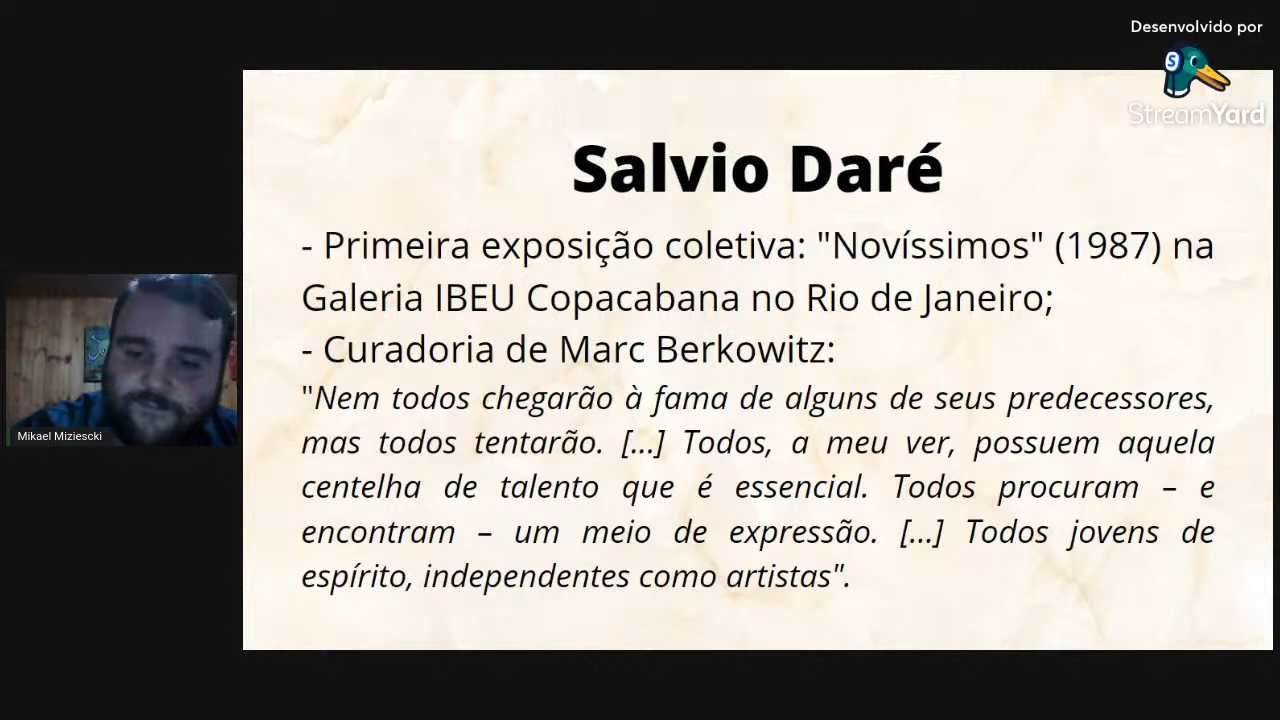 Desenvolvido por
StreamYard
Salvio Daré
- Primeira exposição coletiva: "Novíssimos" (1987) na
Galeria IBEU Copacabana no Rio de Janeiro;
- Curadoria de Marc Berkowitz:
"Nem todos chegarão à fama de alguns de seus predecessores,
mas todos tentarão. [...] Todos, a meu ver, possuem aquela
centelha de talento que é essencial. Todos procuram – e
encontram – um meio de expressão. [...] Todos jovens de
espírito, independentes como artistas".
Mikael Miziescki